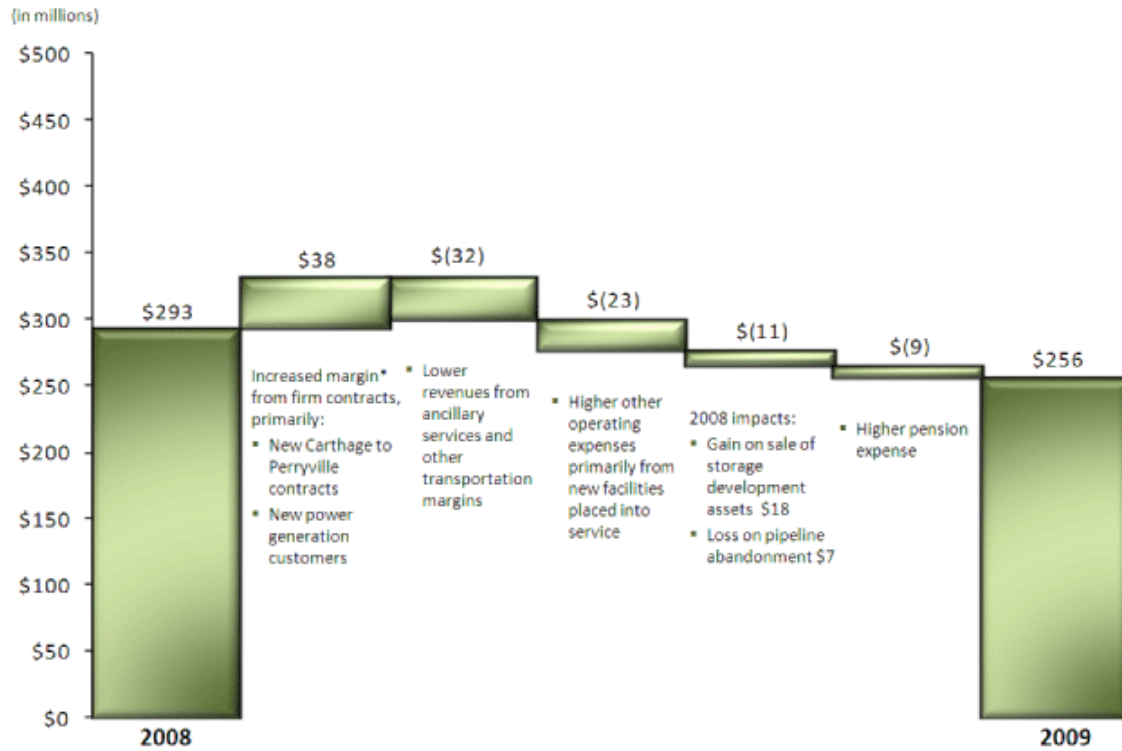 (in millions)
$500
$450
$400
$350
$300
$250
$200
$150
$100
$50
$0
$293
$38
$(32)
$(23)
$(11)
$(9)
$256
Increased margin*
from firm contracts,
primarily:
▪ New Carthage to
Perryville
contracts
▪ New power
generation
customers
▪ Lower
revenues from
ancillary
services and
other
transportation
margins
▪ Higher other
operating
expenses
primarily from
new facilities
placed into
service
2008 impacts:
▪ Gain on sale of
storage
development
assets $18
▪ Loss on pipeline
abandonment $7
▪ Higher pension
expense
2008
2009